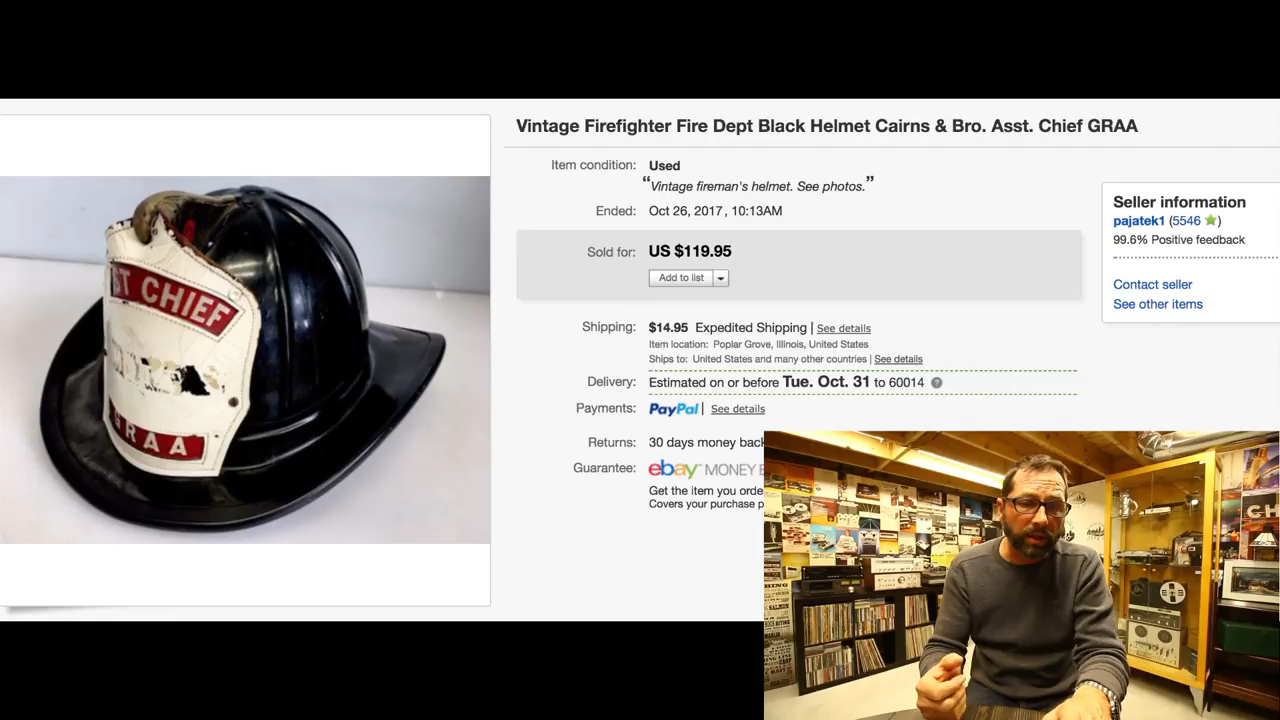 Vintage Firefighter Fire Dept Black Helmet Cairns & Bro. Asst. Chief GRAA
Item condition: Used
“Vintage fireman's helmet. See photos.”
Ended: Oct 26, 2017 , 10:13AM
Sold for: US $119.95
Add to list
Shipping: $14.95 Expedited Shipping | See details
Item location: Poplar Grove, Illinois, United States
Ships to: United States and many other countries | See details
Delivery: Estimated on or before Tue. Oct. 31 to 60014 ?
Payments: PayPal | See details
Returns: 30 days money back
Guarantee: ebay MONEY
Get the item you orde
Covers your purchase p
Seller information
pajatek1 (5546)
99.6% Positive feedback
Contact seller
See other items
ST CHIEF
GRAA
CH